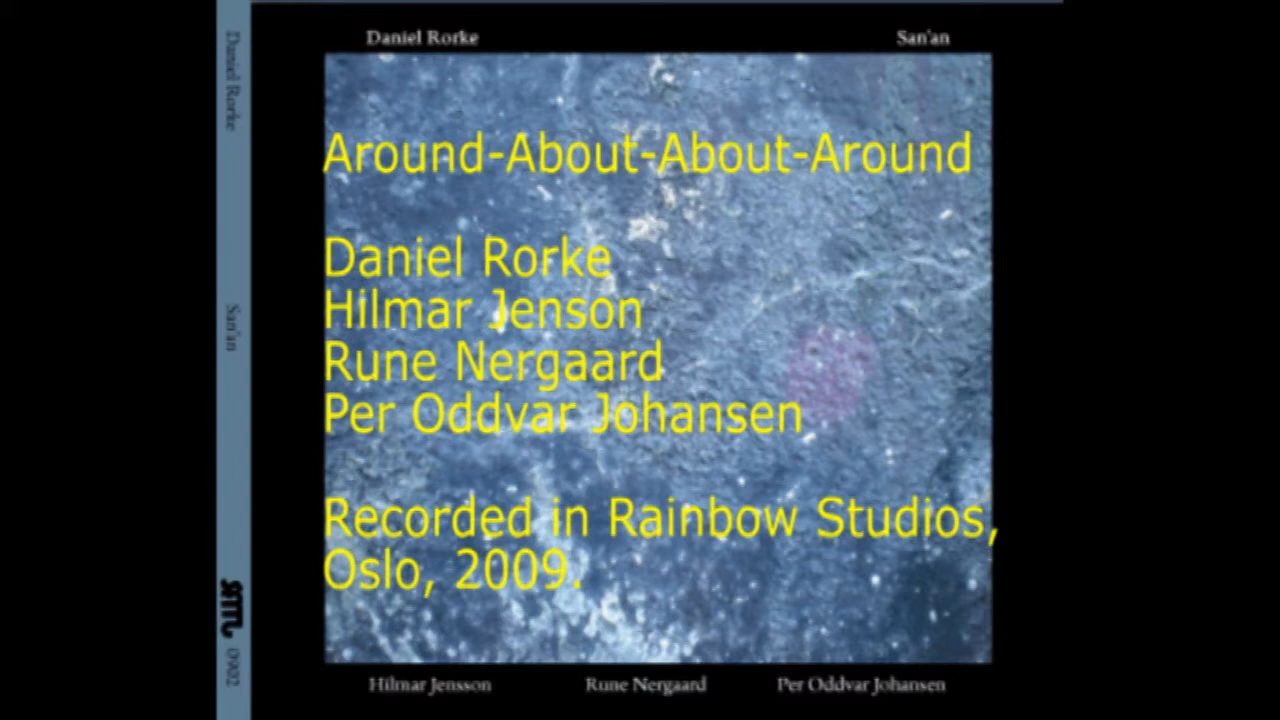 Daniel Rorke
San'an
Daniel Rorke
San'an
0902
Around-About-About-Around
Daniel Rorke
Hilmar Jenson
Rune Nergaard
Per Oddvar Johansen
Recorded in Rainbow Studios,
Oslo, 2009.
Hilmar Jensson
Rune Nergaard
Per Oddvar Johansen